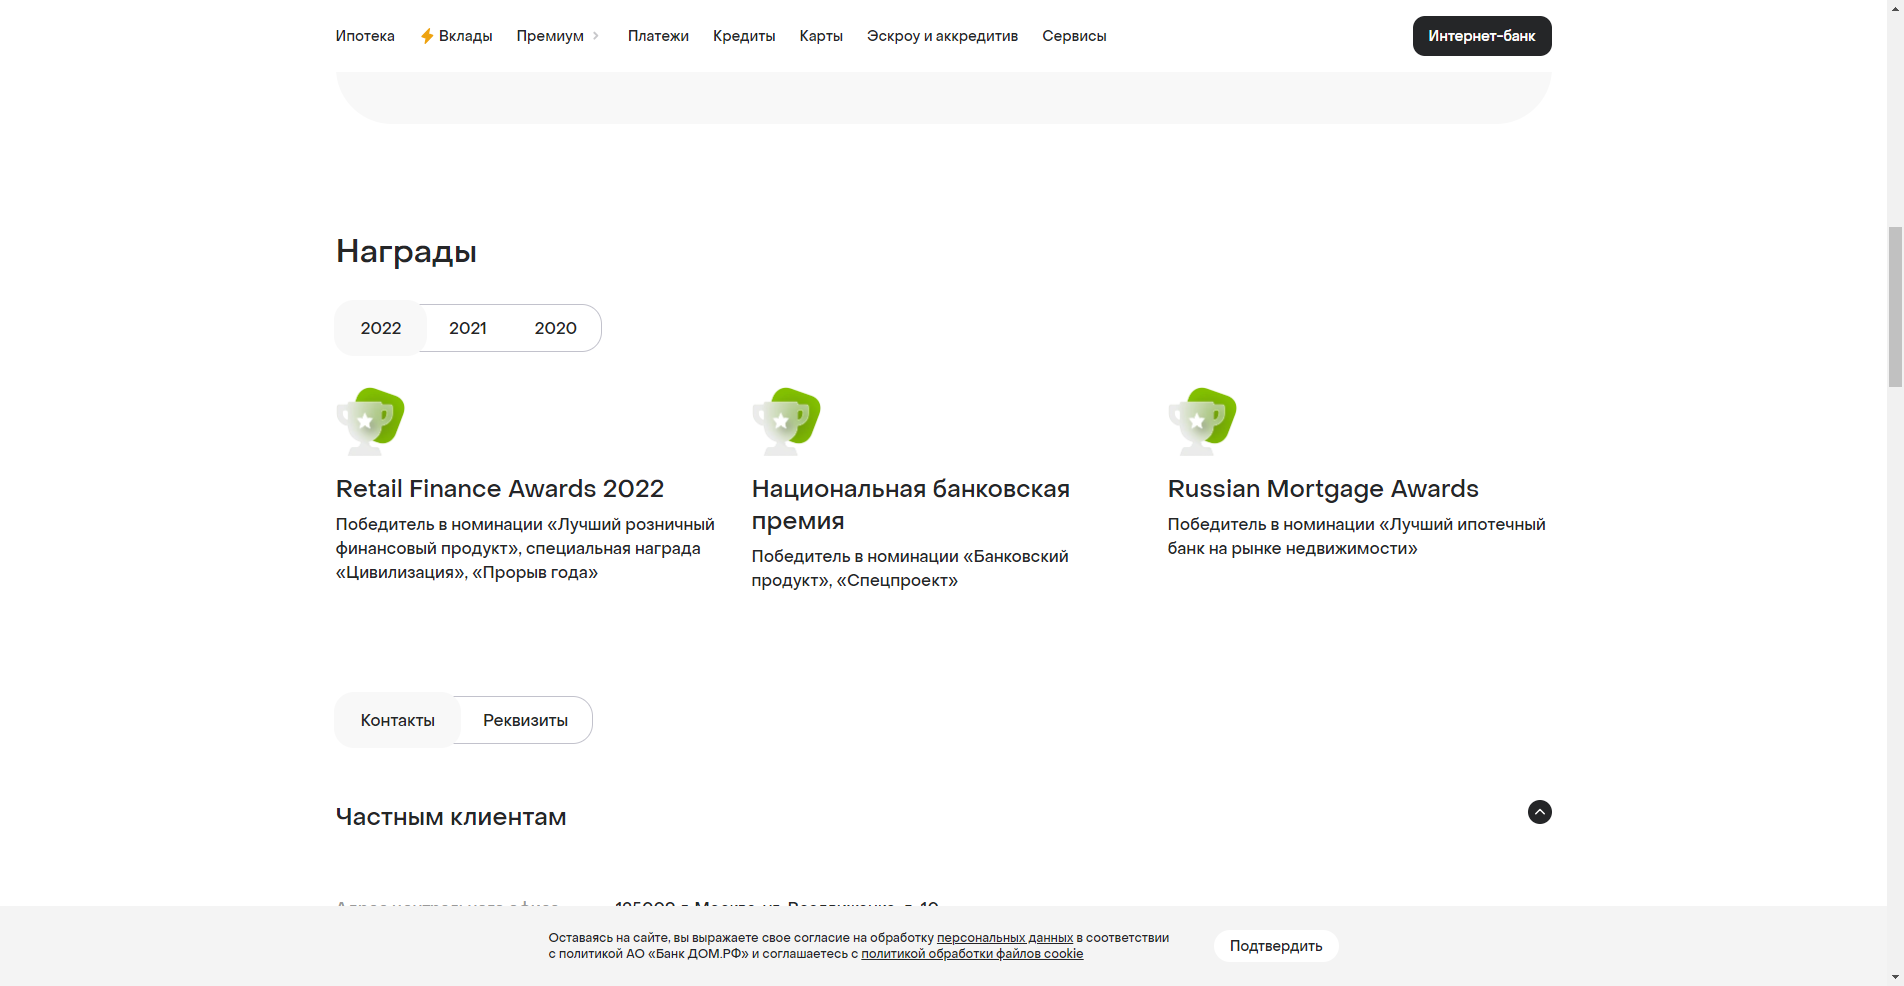 Ипотека
Вклады
Премиум
Платежи
Кредиты
Карты
Эскроу и аккредитив
Сервисы
Интернет-банк
Награды
2022
2021
2020
Retail Finance Awards 2022
Победитель в номинации «Лучший розничный
финансовый продукт», специальная награда
«Цивилизация», «Прорыв года»
Национальная банковская
премия
Победитель в номинации «Банковский
продукт», «Спецпроект»
Russian Mortgage Awards
Победитель в номинации «Лучший ипотечный
банк на рынке недвижимости»
Контакты
Реквизиты
Частным клиентам
Оставаясь на сайте, вы выражаете свое согласие на обработку персональных данных в соответствии
с политикой АО «Банк ДОМ.РФ» и соглашаетесь с политикой обработки файлов cookie
Подтвердить